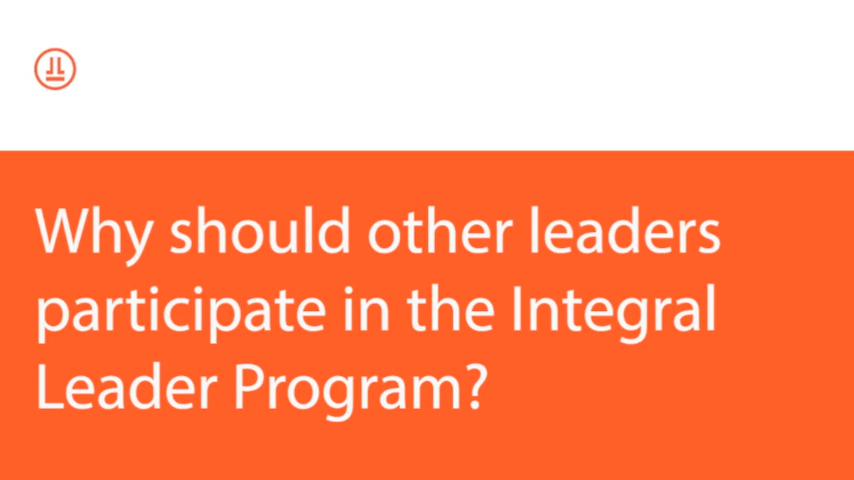 Why should other leaders
participate in the Integral
Leader Program?